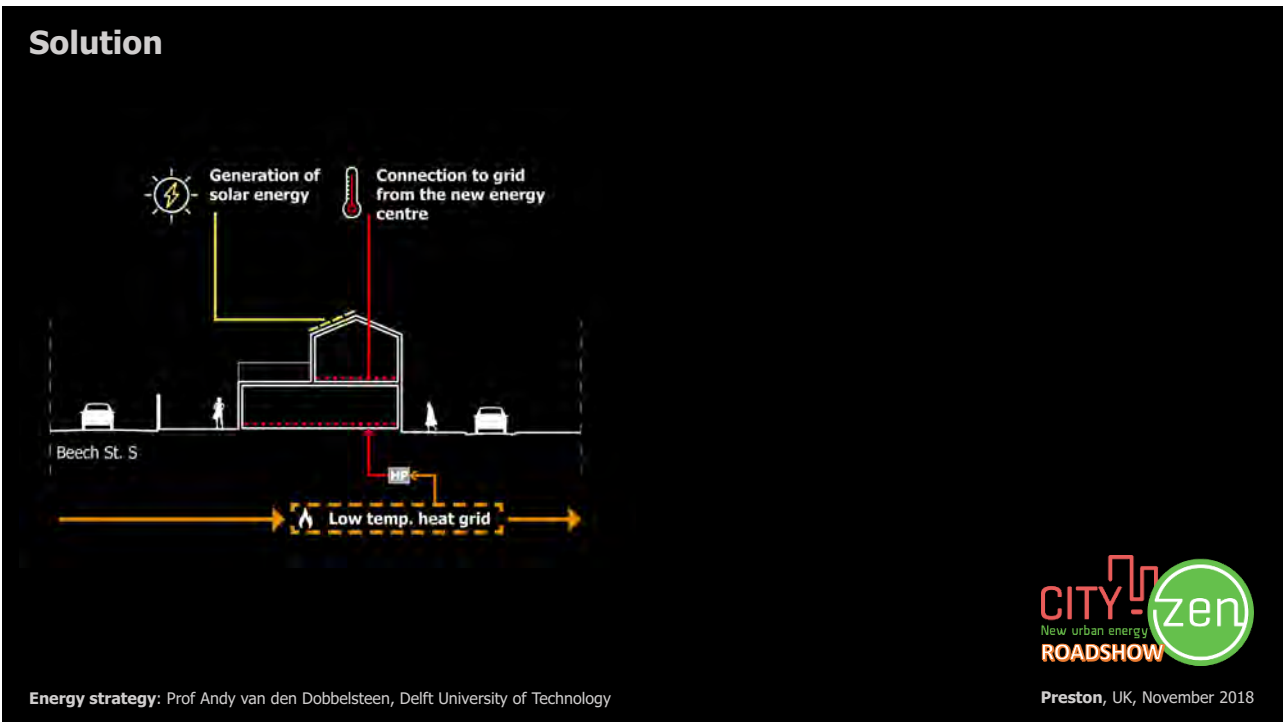 Solution
Generation of
solar energy
Connection to grid
from the new energy
centre
Beech St. S
HP
Low temp. heat grid
CITY-zen
New urban energy
ROADSHOW
Energy strategy: Prof Andy van den Dobbelsteen, Delft University of Technology
Preston, UK, November 2018